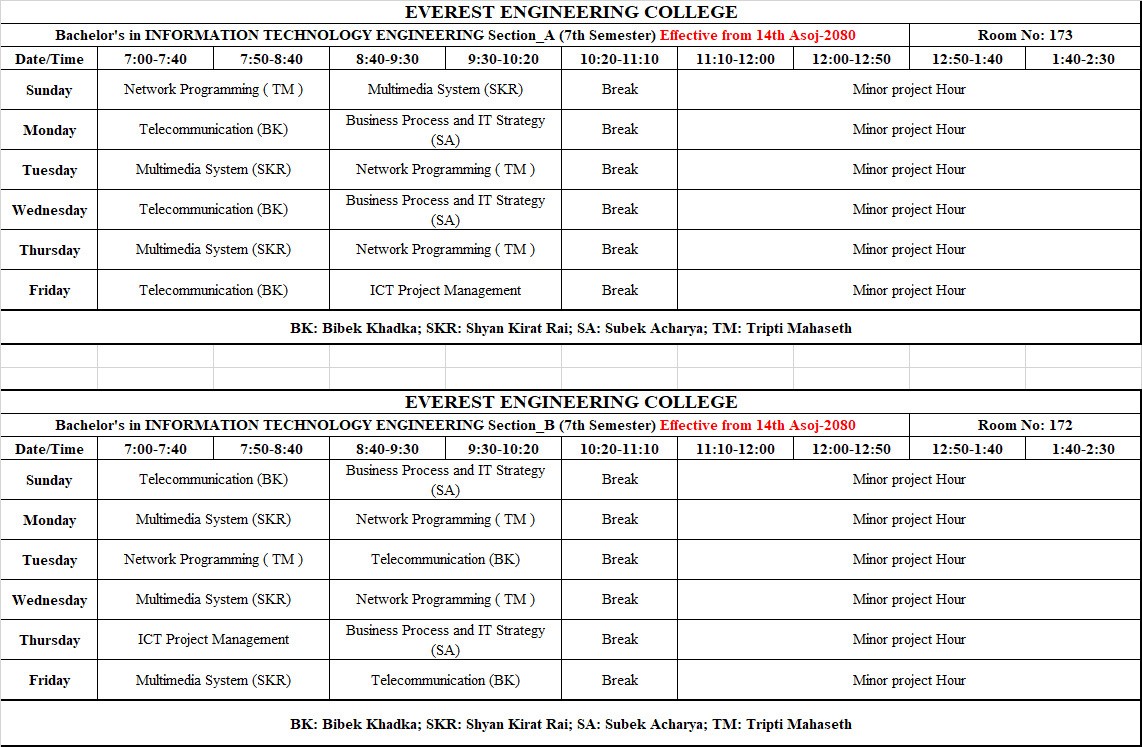 EVEREST ENGINEERING COLLEGE
Bachelor's in INFORMATION TECHNOLOGY ENGINEERING Section_A (7th Semester) Effective from 14th Asoj-2080 Room No: 173
Date/Time 7:00-7:40 7:50-8:40 8:40-9:30 9:30-10:20 10:20-11:10 11:10-12:00 12:00-12:50 12:50-1:40 1:40-2:30
Sunday Network Programming ( TM ) Multimedia System (SKR) Break Minor project Hour
Monday Telecommunication (BK) Business Process and IT Strategy (SA) Break Minor project Hour
Tuesday Multimedia System (SKR) Network Programming ( TM ) Break Minor project Hour
Wednesday Telecommunication (BK) Business Process and IT Strategy (SA) Break Minor project Hour
Thursday Multimedia System (SKR) Network Programming ( TM ) Break Minor project Hour
Friday Telecommunication (BK) ICT Project Management Break Minor project Hour
BK: Bibek Khadka; SKR: Shyan Kirat Rai; SA: Subek Acharya; TM: Tripti Mahaseth
EVEREST ENGINEERING COLLEGE
Bachelor's in INFORMATION TECHNOLOGY ENGINEERING Section_B (7th Semester) Effective from 14th Asoj-2080 Room No: 172
Date/Time 7:00-7:40 7:50-8:40 8:40-9:30 9:30-10:20 10:20-11:10 11:10-12:00 12:00-12:50 12:50-1:40 1:40-2:30
Sunday Telecommunication (BK) Business Process and IT Strategy (SA) Break Minor project Hour
Monday Multimedia System (SKR) Network Programming ( TM ) Break Minor project Hour
Tuesday Network Programming ( TM ) Telecommunication (BK) Break Minor project Hour
Wednesday Multimedia System (SKR) Network Programming ( TM ) Break Minor project Hour
Thursday ICT Project Management Business Process and IT Strategy (SA) Break Minor project Hour
Friday Multimedia System (SKR) Telecommunication (BK) Break Minor project Hour
BK: Bibek Khadka; SKR: Shyan Kirat Rai; SA: Subek Acharya; TM: Tripti Mahaseth